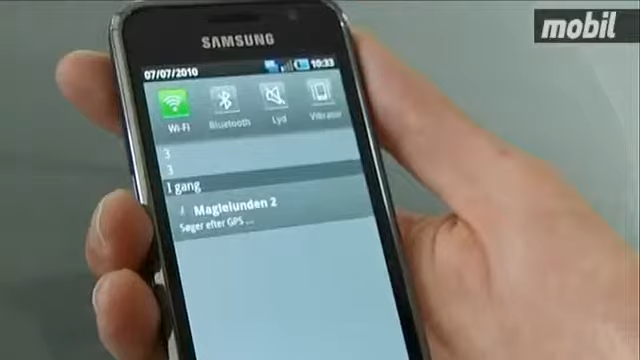 mobil
SAMSUNG
07/07/2010 10:33
Wi-Fi Bluetooth Lyd Vibrator
3
3
I gang
Maglelunden 2
Søger efter GPS ...